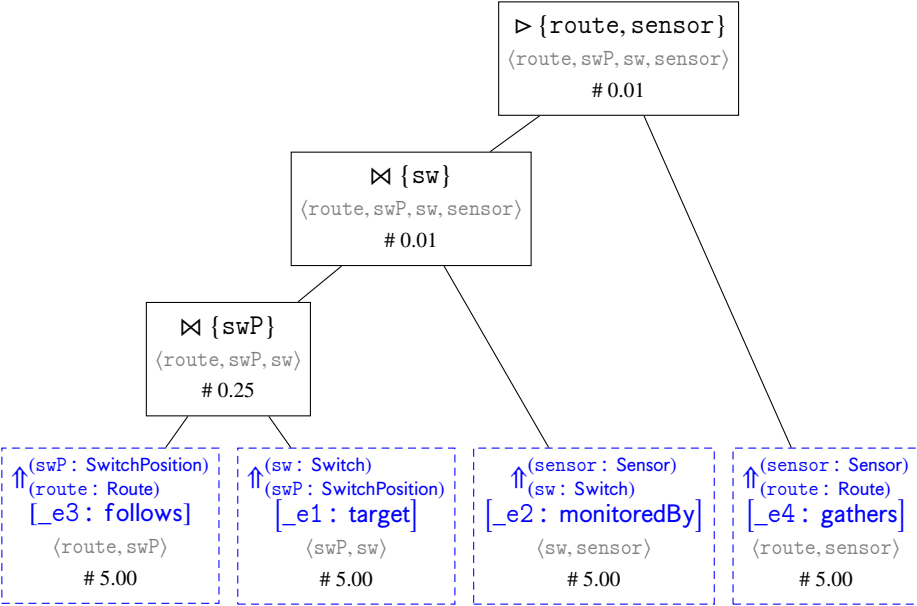 ▷ {route, sensor}
⟨route, swP, sw, sensor⟩
# 0.01
⋈ {sw}
⟨route, swP, sw, sensor⟩
# 0.01
⋈ {swP}
⟨route, swP, sw⟩
# 0.25
⇑(swP : SwitchPosition)
(route : Route)
[_e3 : follows]
⟨route, swP⟩
# 5.00
⇑(sw : Switch)
(swP : SwitchPosition)
[_e1 : target]
⟨swP, sw⟩
# 5.00
⇑(sensor : Sensor)
(sw : Switch)
[_e2 : monitoredBy]
⟨sw, sensor⟩
# 5.00
⇑(sensor : Sensor)
(route : Route)
[_e4 : gathers]
⟨route, sensor⟩
# 5.00